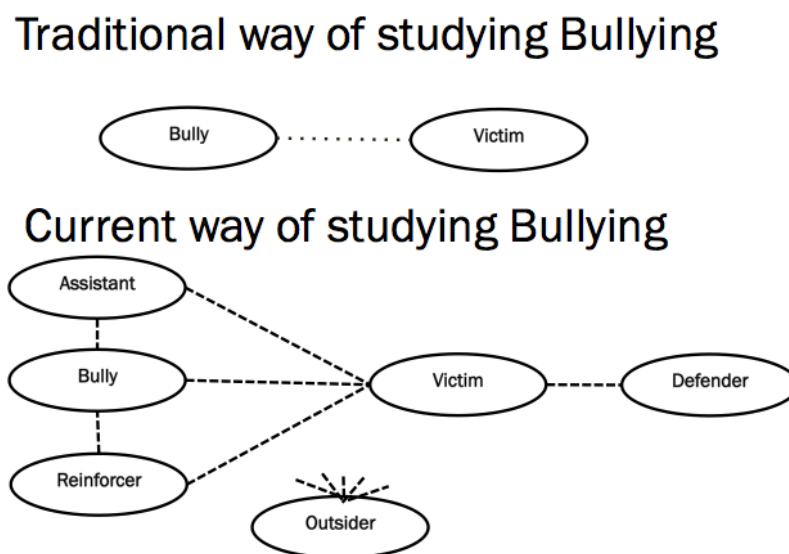 Traditional way of studying Bullying
Bully
Victim
Current way of studying Bullying
Assistant
Bully
Victim
Defender
Reinforcer
Outsider